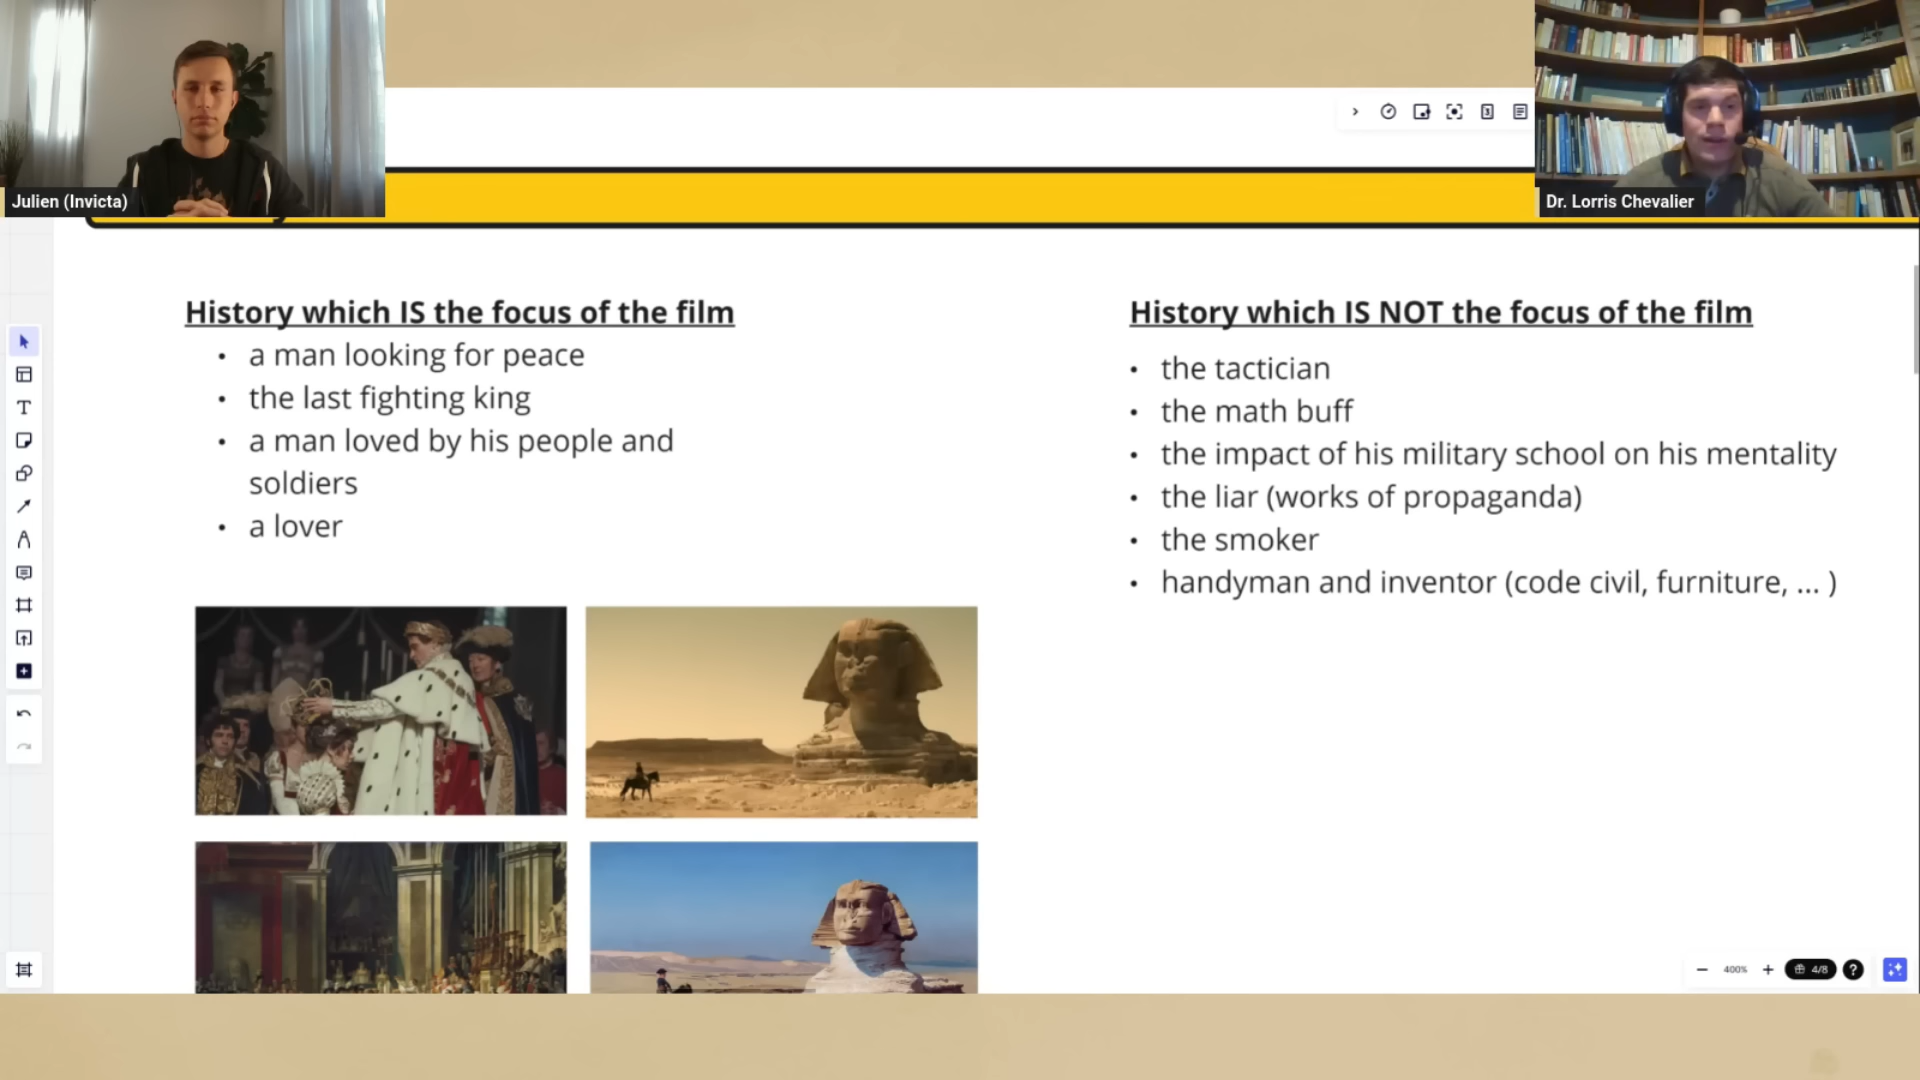 Julien (Invicta)
Dr. Lorris Chevalier
History which IS the focus of the film
• a man looking for peace
• the last fighting king
• a man loved by his people and
soldiers
• a lover
History which IS NOT the focus of the film
• the tactician
• the math buff
• the impact of his military school on his mentality
• the liar (works of propaganda)
• the smoker
• handyman and inventor (code civil, furniture, ... )
400%
4/8
?